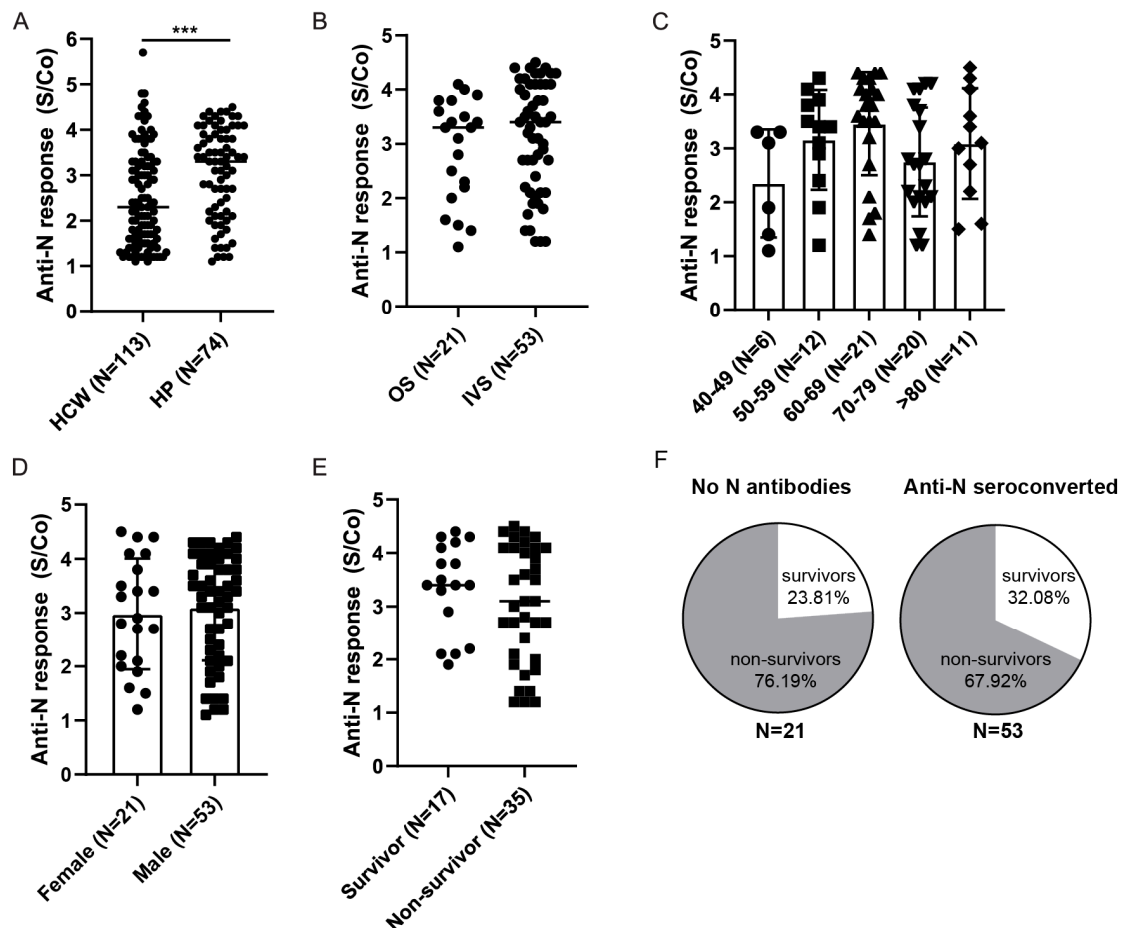 A
Anti-N response (S/Co)
6
5
4
3
2
1
0
***
HCW (N=113)
HP (N=74)
B
Anti-N response (S/Co)
5
4
3
2
1
0
OS (N=21)
IVS (N=53)
C
Anti-N response (S/Co)
5
4
3
2
1
0
40-49 (N=6)
50-59 (N=12)
60-69 (N=21)
70-79 (N=20)
>80 (N=11)
D
Anti-N response (S/Co)
5
4
3
2
1
0
Female (N=21)
Male (N=53)
E
Anti-N response (S/Co)
5
4
3
2
1
0
Survivor (N=17)
Non-survivor (N=35)
F
No N antibodies
survivors
23.81%
non-survivors
76.19%
N=21
Anti-N seroconverted
survivors
32.08%
non-survivors
67.92%
N=53